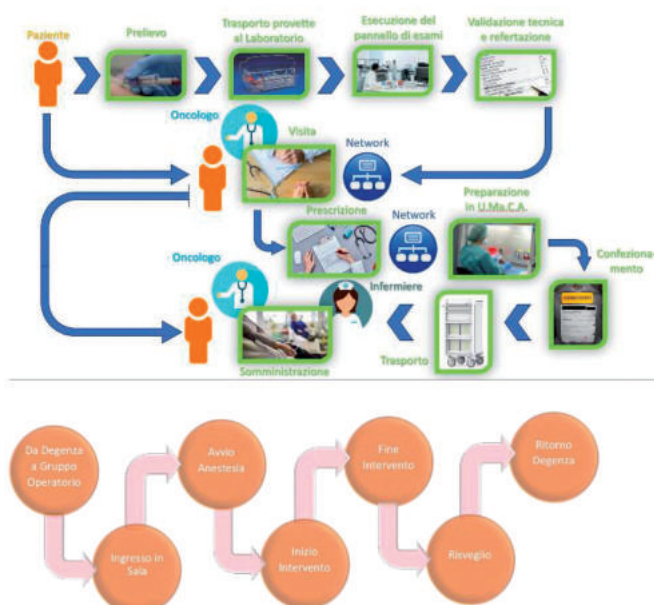 Paziente
Prelievo
Trasporto provette
al Laboratorio
Esecuzione del
pannello di esami
Validazione tecnica
e refertazione
Oncologo
Visita
Network
Prescrizione
Network
Preparazione
in U.Ma.C.A.
Confeziona
mento
Oncologo
Infermiere
Somministrazione
Trasporto
Da Degenza
a Gruppo
Operatorio
Ingresso in
Sala
Avvio
Anestesia
Inizio
Intervento
Fine
Intervento
Risveglio
Ritorno
Degenza